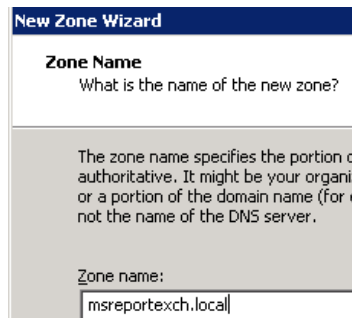 New Zone Wizard
Zone Name
What is the name of the new zone?
The zone name specifies the portion
authoritative. It might be your
or a portion of the domain name (for
not the name of the DNS server.
Zone name:
msreportexch.local